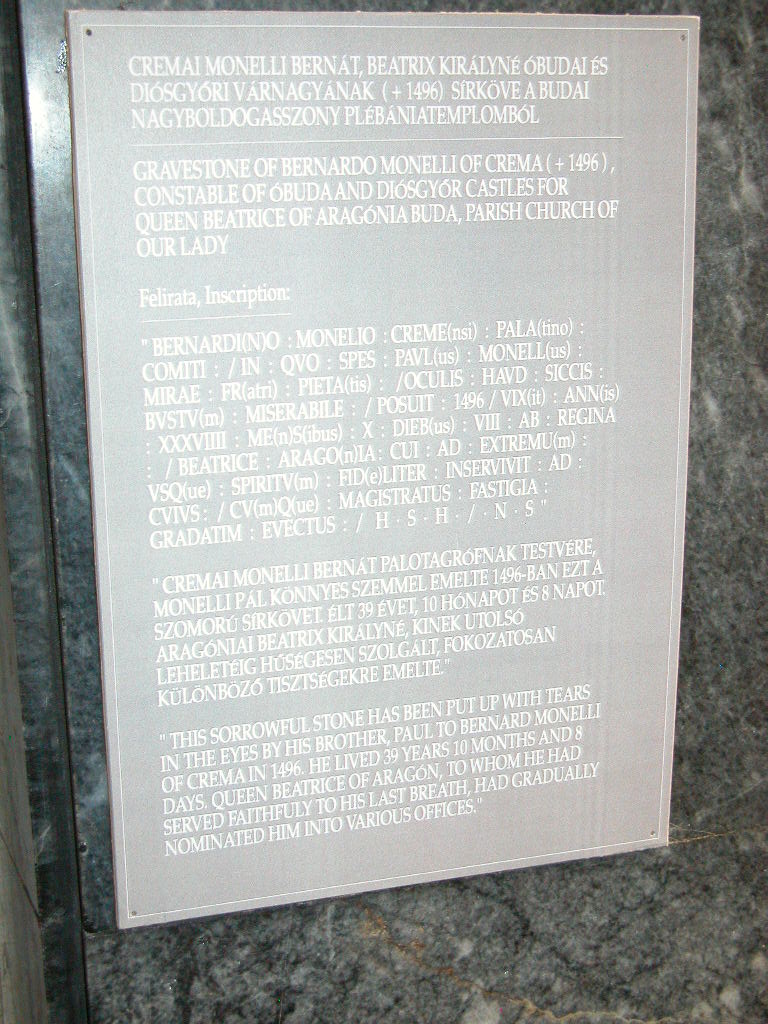 CREMAI MONELLI BERNÁT, BEATRIX KIRÁLYNÉ ÓBUDAI ÉS
DIÓSGYŐRI VÁRNAGYÁNAK ( + 1496) SÍRKÖVE A BUDAI
NAGYBOLDOGASSZONY PLÉBÁNIATEMPLOMBÓL
GRAVESTONE OF BERNARDO MONELLI OF CREMA ( + 1496 ) ,
CONSTABLE OF ÓBUDA AND DIÓSGYŐR CASTLES FOR
QUEEN BEATRICE OF ARAGÓNIA BUDA, PARISH CHURCH OF
OUR LADY
Felirata, Inscription:
" BERNARDI(N)O : MONELIO : CREME(nsi) : PALA(tino) :
COMITI : / IN : QVO : SPES : PAVL(us) : MONELL(us) :
MIRAE : FR(atri) : PIETA(tis) : /OCULIS : HAVD : SICCIS :
BVSTV(m) : MISERABILE : / POSUIT : 1496 / VIX(it) : ANN(is)
: XXXVIIII : ME(n)S(ibus) : X : DIEB(us) : VIII : AB : REGINA
: / BEATRICE : ARAGO(n)IA: CUI : AD : EXTREMU(m) :
VSQ(ue) : SPIRITV(m) : FID(e)LITER : INSERVIVIT : AD :
CVIVS : / CV(m)Q(ue) : MAGISTRATUS : FASTIGIA :
GRADATIM : EVECTUS : / H · S · H · / · N · S "
" CREMAI MONELLI BERNÁT PALOTAGRÓFNAK TESTVÉRE,
MONELLI PÁL KÖNNYES SZEMMEL EMELTE 1496-BAN EZT A
SZOMORÚ SÍRKÖVET. ÉLT 39 ÉVET, 10 HÓNAPOT ÉS 8 NAPOT.
ARAGÓNIAI BEATRIX KIRÁLYNÉ, KINEK UTOLSÓ
LEHELETÉIG HŰSÉGESEN SZOLGÁLT, FOKOZATOSAN
KÜLÖNBÖZŐ TISZTSÉGEKRE EMELTE."
" THIS SORROWFUL STONE HAS BEEN PUT UP WITH TEARS
IN THE EYES BY HIS BROTHER, PAUL TO BERNARD MONELLI
OF CREMA IN 1496. HE LIVED 39 YEARS 10 MONTHS AND 8
DAYS. QUEEN BEATRICE OF ARAGÓN, TO WHOM HE HAD
SERVED FAITHFULY TO HIS LAST BREATH, HAD GRADUALLY
NOMINATED HIM INTO VARIOUS OFFICES."